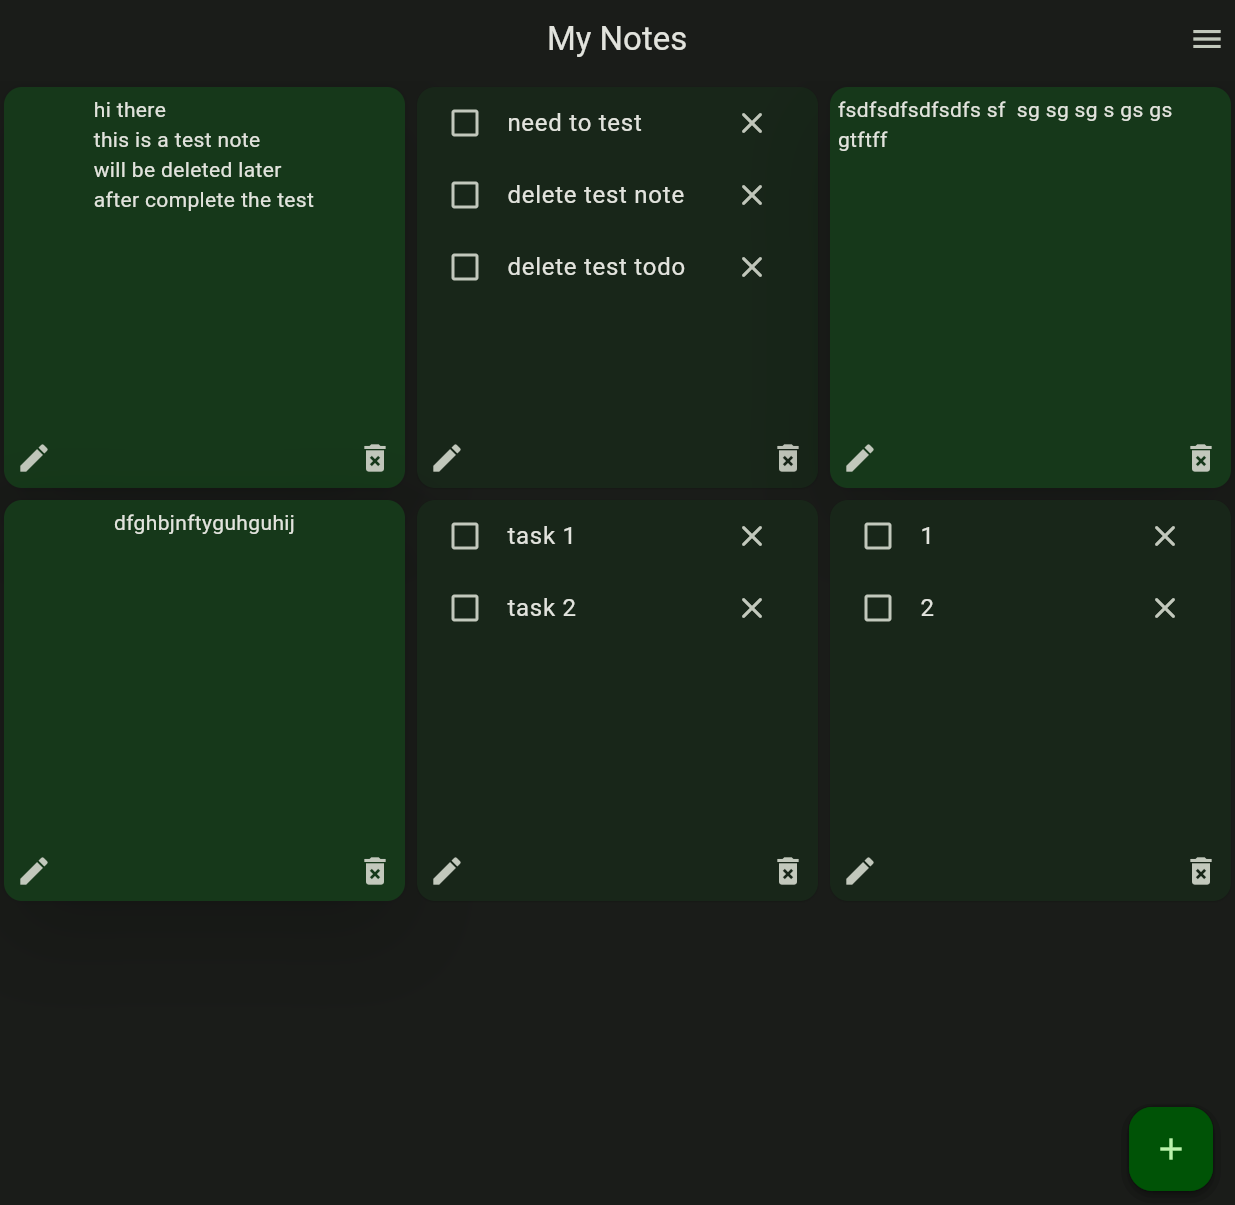 My Notes
hi there
this is a test note
will be deleted later
after complete the test
need to test
delete test note
delete test todo
fsdfsdfsdfsdfs sf  sg sg sg s gs gs
gtftff
dfghbjnftyguhguhij
task 1
task 2
1
2